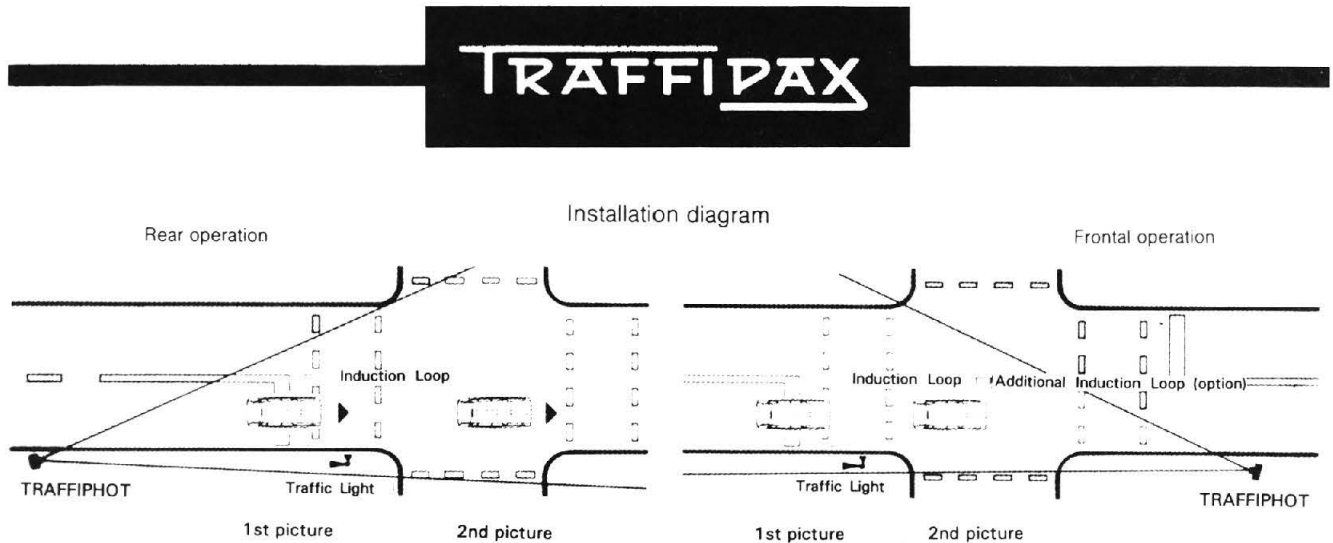 TRAFFIPAX
Installation diagram
Rear operation
Frontal operation
Induction Loop
TRAFFIPHOT
Traffic Light
1st picture
2nd picture
Induction Loop
(Additional Induction Loop (option)
Traffic Light
TRAFFIPHOT
1st picture
2nd picture